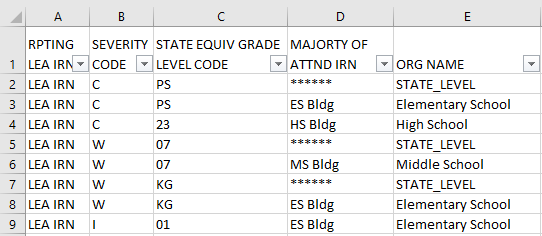 A B C D E
RPTING SEVERITY STATE EQUIV GRADE MAJORTY OF
1 LEA IRN CODE LEVEL CODE ATTND IRN ORG NAME
2 LEA IRN C PS ****** STATE_LEVEL
3 LEA IRN C PS ES Bldg Elementary School
4 LEA IRN C 23 HS Bldg High School
5 LEA IRN W 07 ****** STATE_LEVEL
6 LEA IRN W 07 MS Bldg Middle School
7 LEA IRN W KG ****** STATE_LEVEL
8 LEA IRN W KG ES Bldg Elementary School
9 LEA IRN I 01 ES Bldg Elementary School